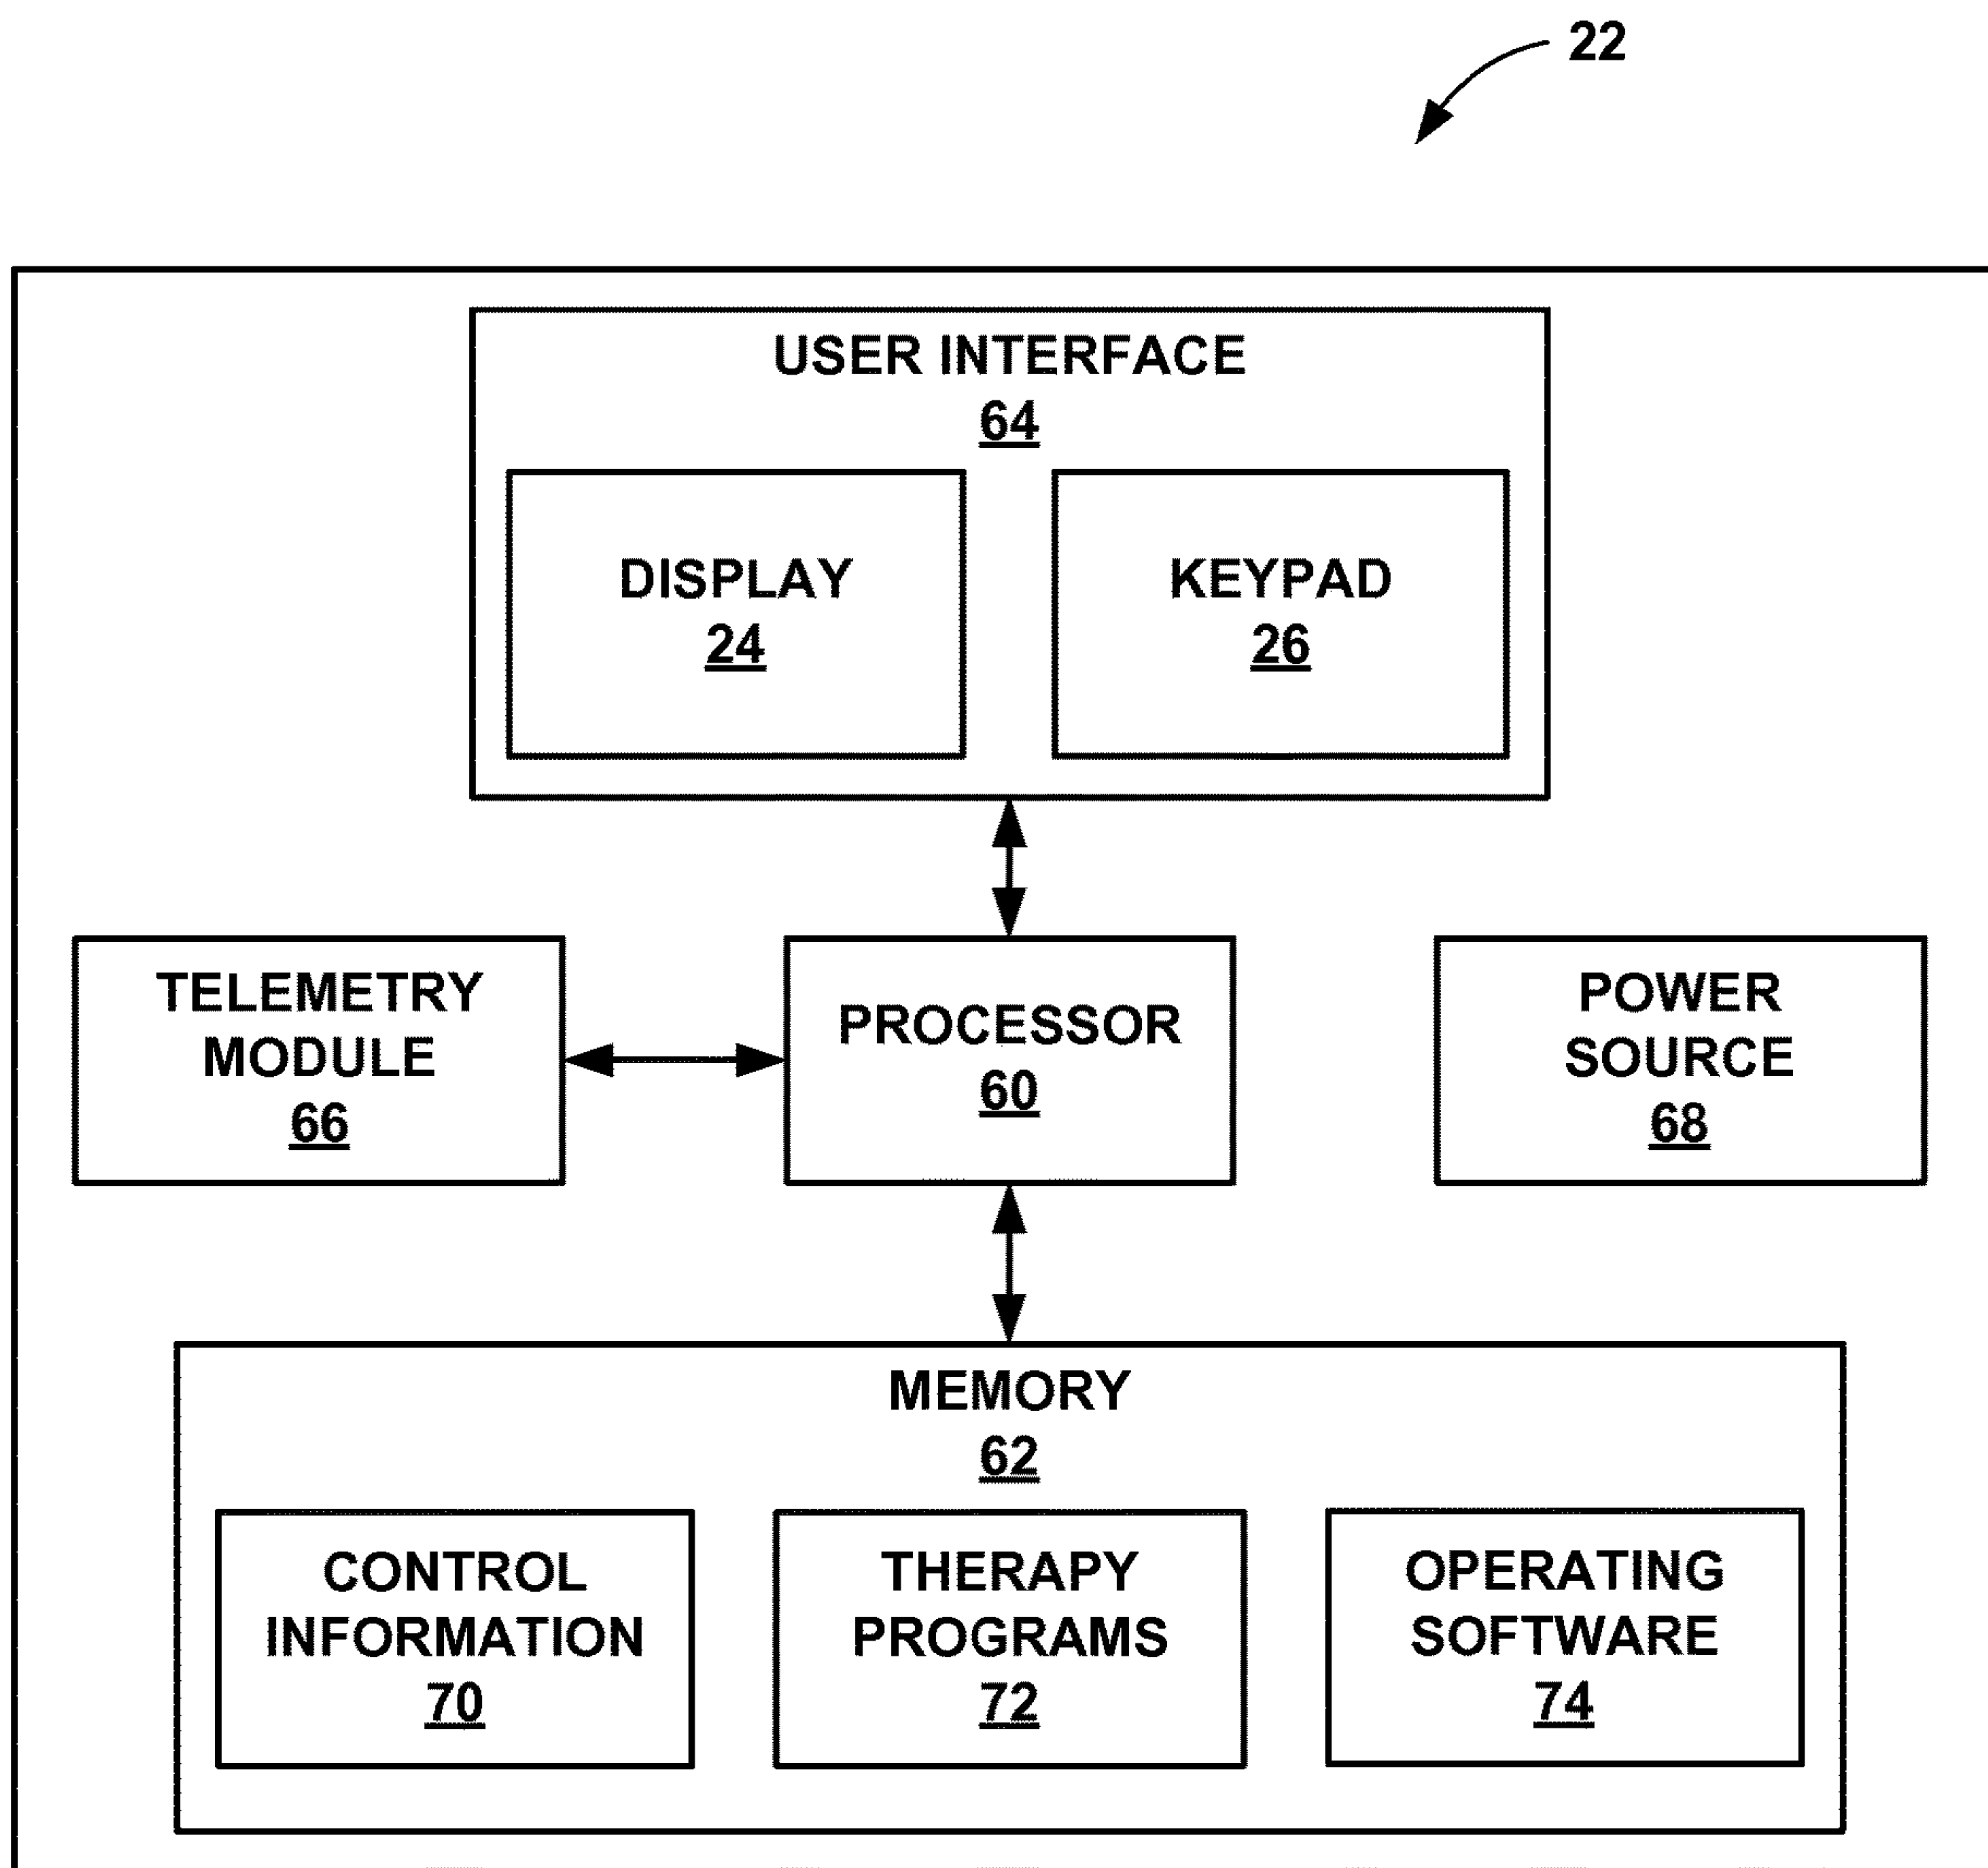 22
USER INTERFACE
64
DISPLAY
24
KEYPAD
26
TELEMETRY
MODULE
66
PROCESSOR
60
POWER
SOURCE
68
MEMORY
62
CONTROL
INFORMATION
70
THERAPY
PROGRAMS
72
OPERATING
SOFTWARE
74